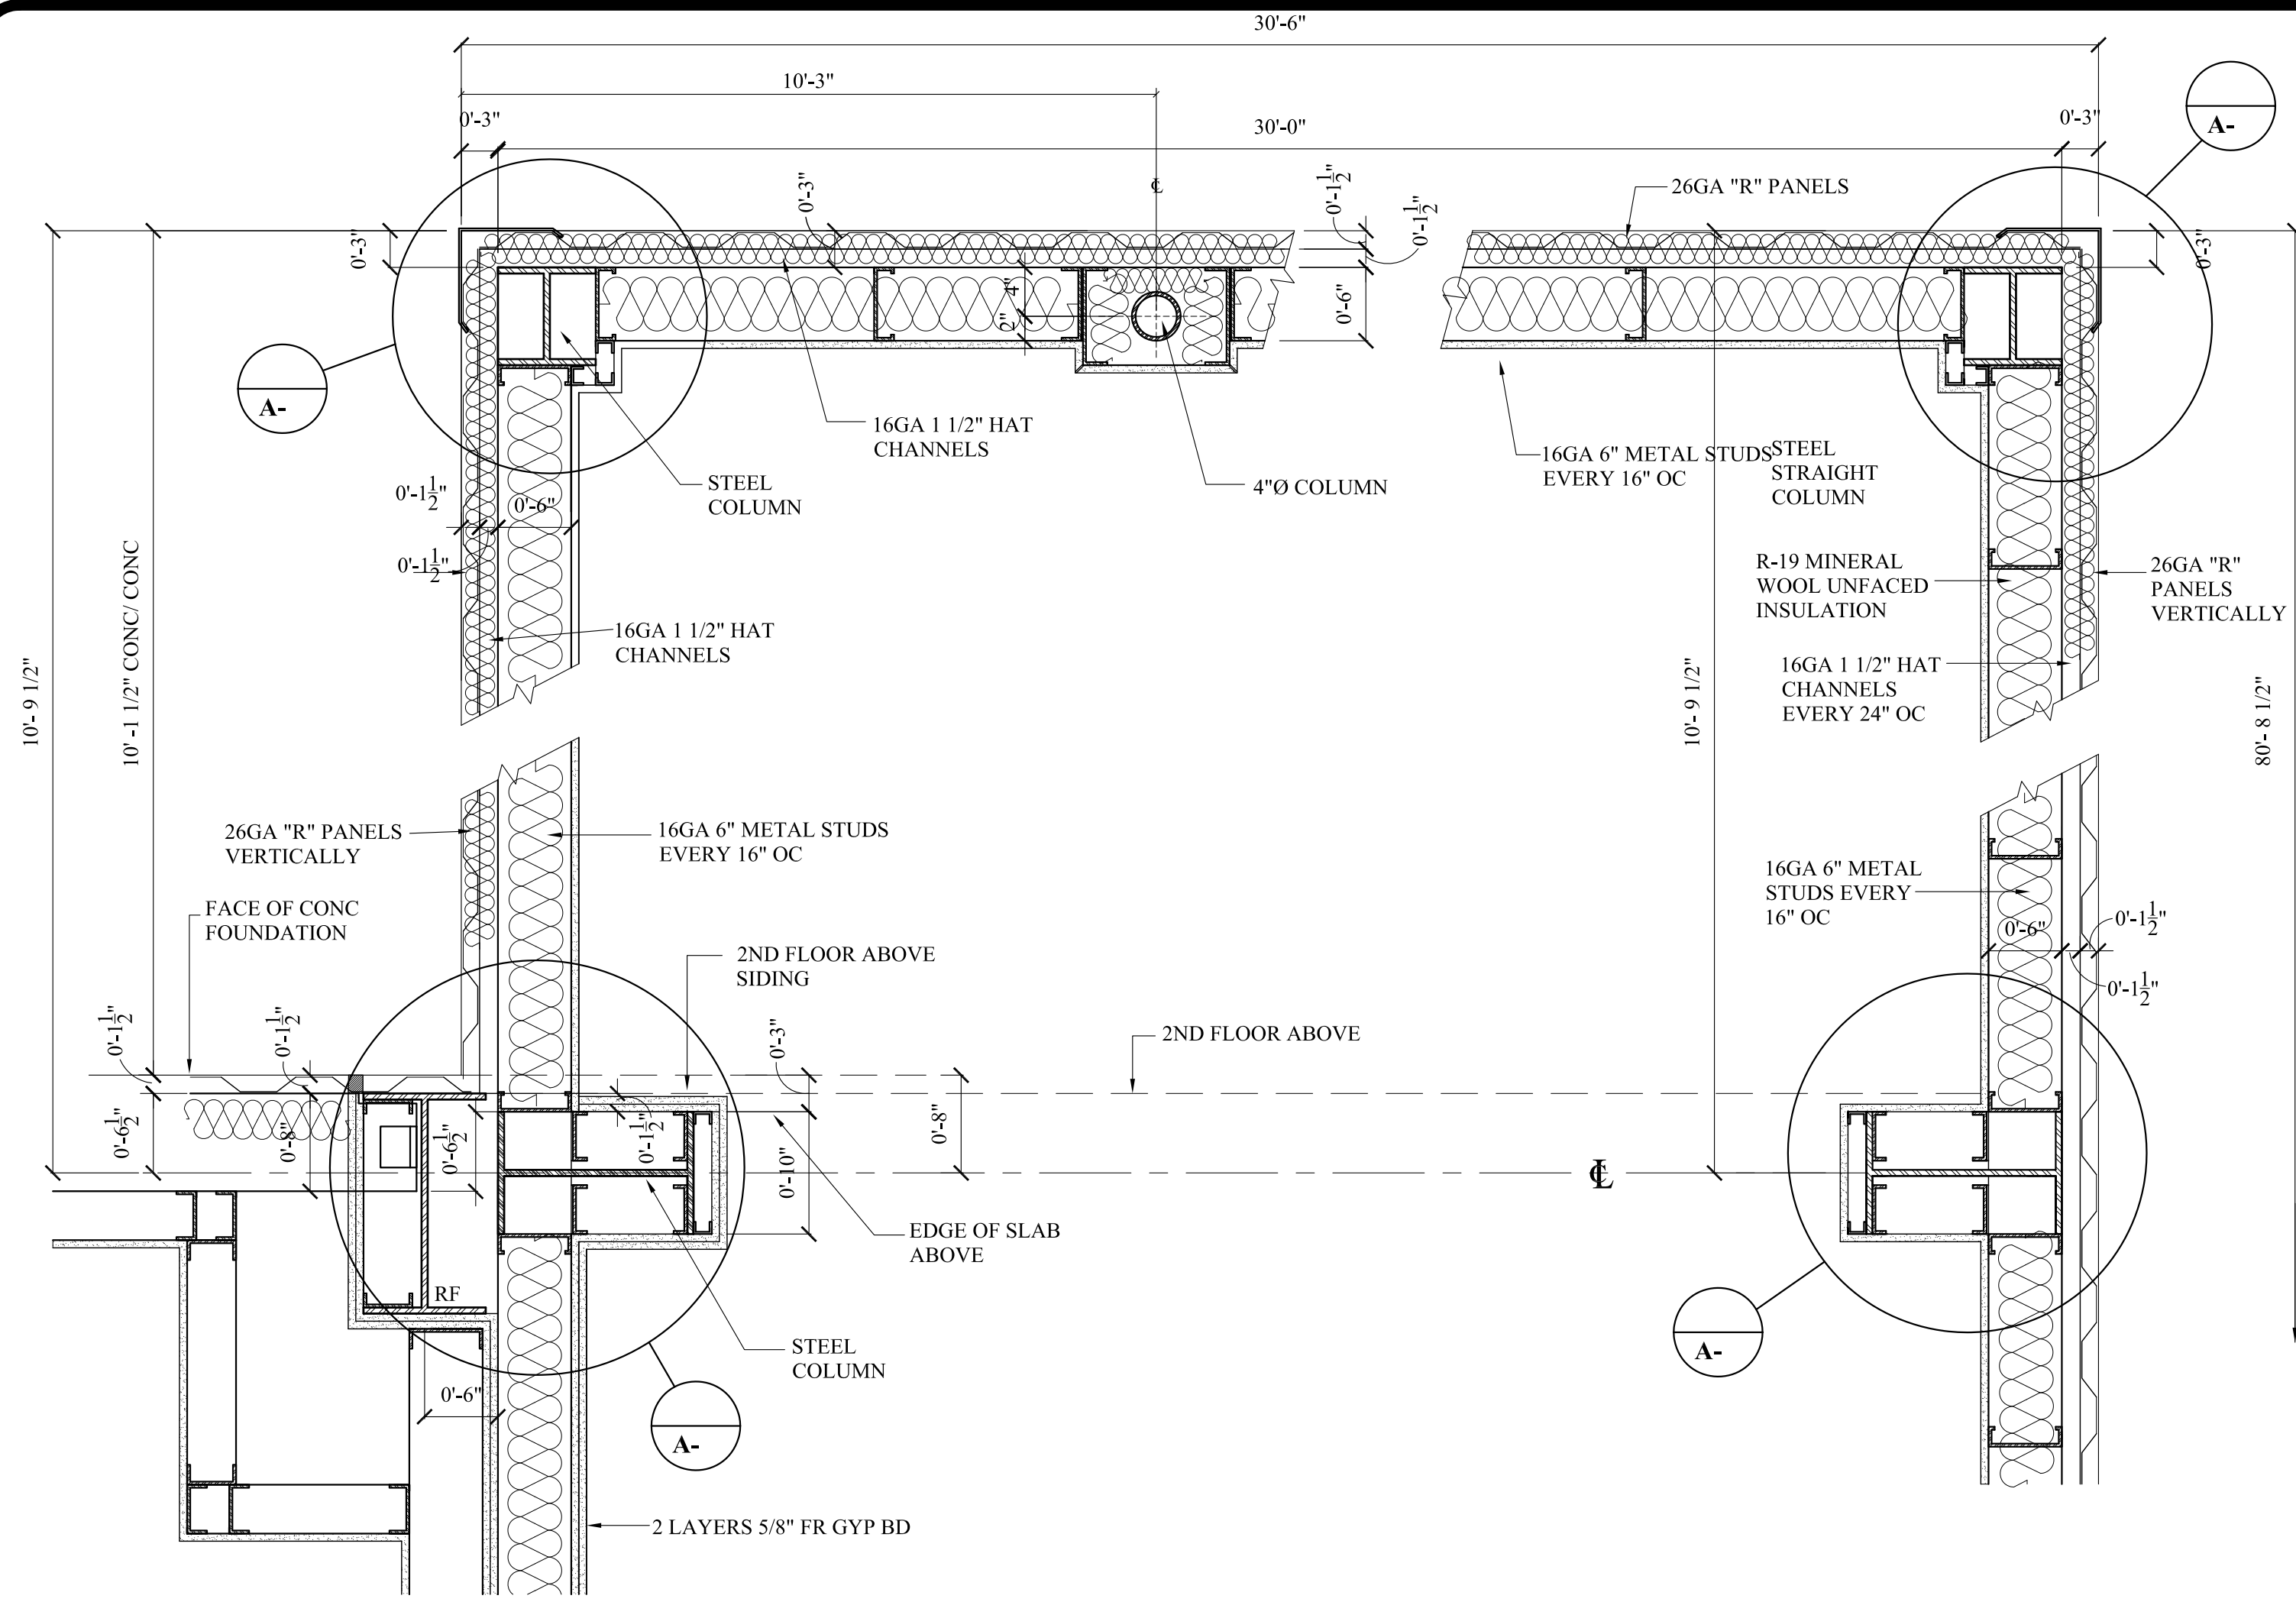 30'-6"
10'-3"
0'-3"
30'-0"
0'-3"
A-
℄
0'-3"
0'-1 1/2"
0'-1 1/2"
26GA "R" PANELS
0'-3"
0'-3"
4"
2"
0'-6"
A-
16GA 1 1/2" HAT
CHANNELS
STEEL
COLUMN
4"Ø COLUMN
16GA 6" METAL STUDS
EVERY 16" OC
STEEL
STRAIGHT
COLUMN
0'-1 1/2"
0'-6"
0'-1 1/2"
R-19 MINERAL
WOOL UNFACED
INSULATION
26GA "R"
PANELS
VERTICALLY
10'- 9 1/2"
10' -1 1/2" CONC/ CONC
16GA 1 1/2" HAT
CHANNELS
10'- 9 1/2"
16GA 1 1/2" HAT
CHANNELS
EVERY 24" OC
80'- 8 1/2"
26GA "R" PANELS
VERTICALLY
16GA 6" METAL STUDS
EVERY 16" OC
16GA 6" METAL
STUDS EVERY
16" OC
FACE OF CONC
FOUNDATION
0'-6"
0'-1 1/2"
0'-1 1/2"
2ND FLOOR ABOVE
SIDING
2ND FLOOR ABOVE
0'-1 1/2"
0'-1 1/2"
0'-3"
0'-6 1/2"
0'-8"
0'-6 1/2"
0'-1 1/2"
0'-10"
0'-8"
℄
EDGE OF SLAB
ABOVE
RF
STEEL
COLUMN
A-
0'-6"
A-
2 LAYERS 5/8" FR GYP BD